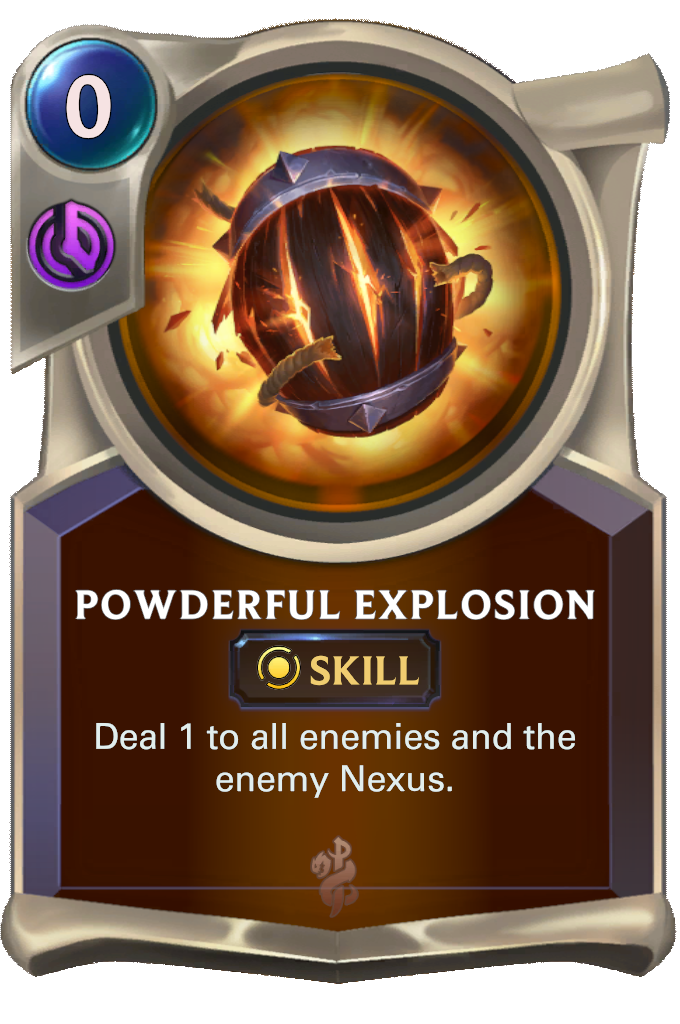 0
POWDERFUL EXPLOSION
SKILL
Deal 1 to all enemies and the
enemy Nexus.